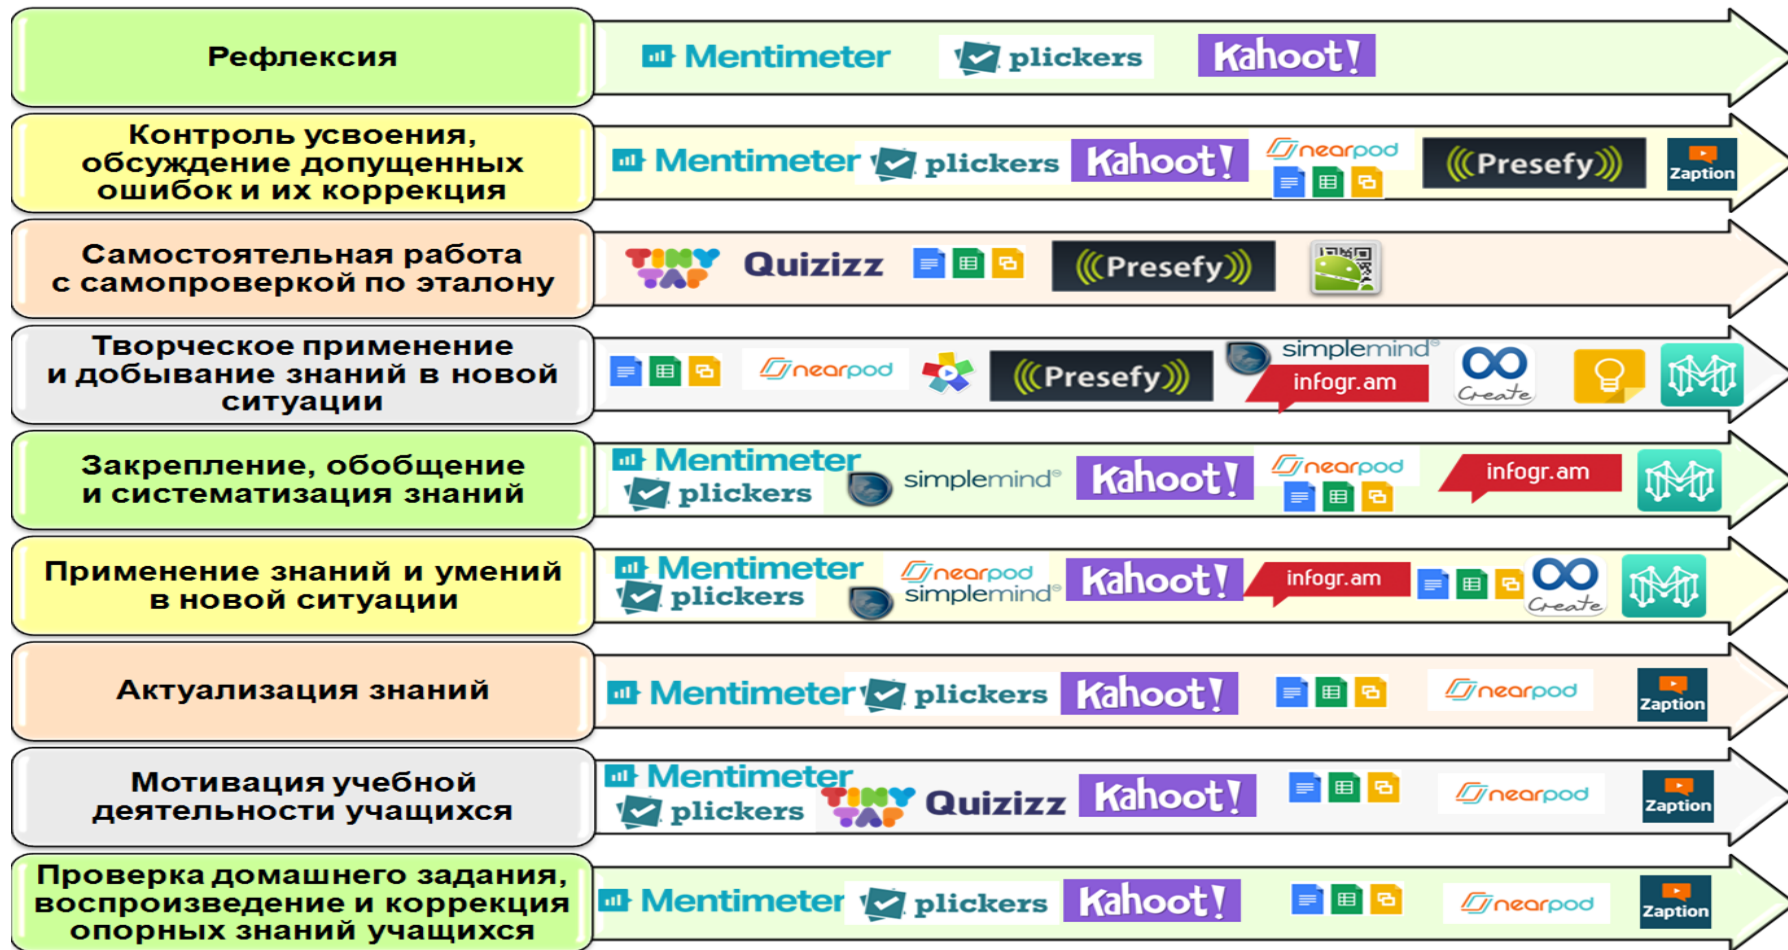 Рефлексия
Mentimeter plickers Kahoot!
Контроль усвоения,
обсуждение допущенных
ошибок и их коррекция
Mentimeter plickers Kahoot! nearpod (((Presefy))) Zaption
Самостоятельная работа
с самопроверкой по эталону
TINY TAP Quizizz (((Presefy)))
Творческое применение
и добывание знаний в новой
ситуации
nearpod (((Presefy))) simplemind® infogr.am Create
Закрепление, обобщение
и систематизация знаний
Mentimeter
plickers simplemind® Kahoot! nearpod infogr.am
Применение знаний и умений
в новой ситуации
Mentimeter nearpod Kahoot! infogr.am
plickers simplemind® Create
Актуализация знаний
Mentimeter plickers Kahoot! nearpod Zaption
Мотивация учебной
деятельности учащихся
Mentimeter
plickers TINY TAP Quizizz Kahoot! nearpod Zaption
Проверка домашнего задания,
воспроизведение и коррекция
опорных знаний учащихся
Mentimeter plickers Kahoot! nearpod Zaption